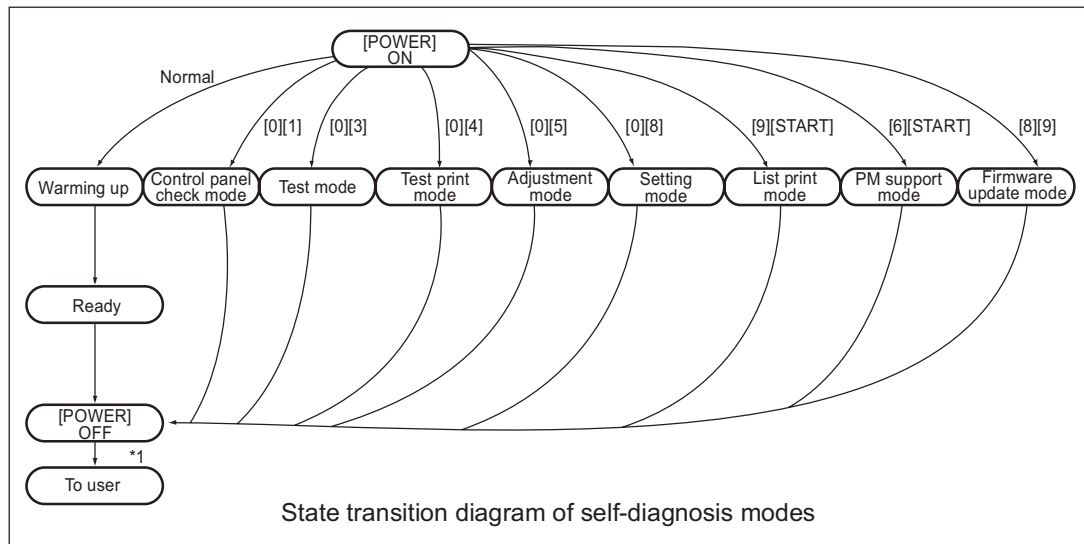 [POWER]
ON
Normal
[0][1]
[0][3]
[0][4]
[0][5]
[0][8]
[9][START]
[6][START]
[8][9]
Warming up
Control panel
check mode
Test mode
Test print
mode
Adjustment
mode
Setting
mode
List print
mode
PM support
mode
Firmware
update mode
Ready
[POWER]
OFF
*1
To user
State transition diagram of self-diagnosis modes